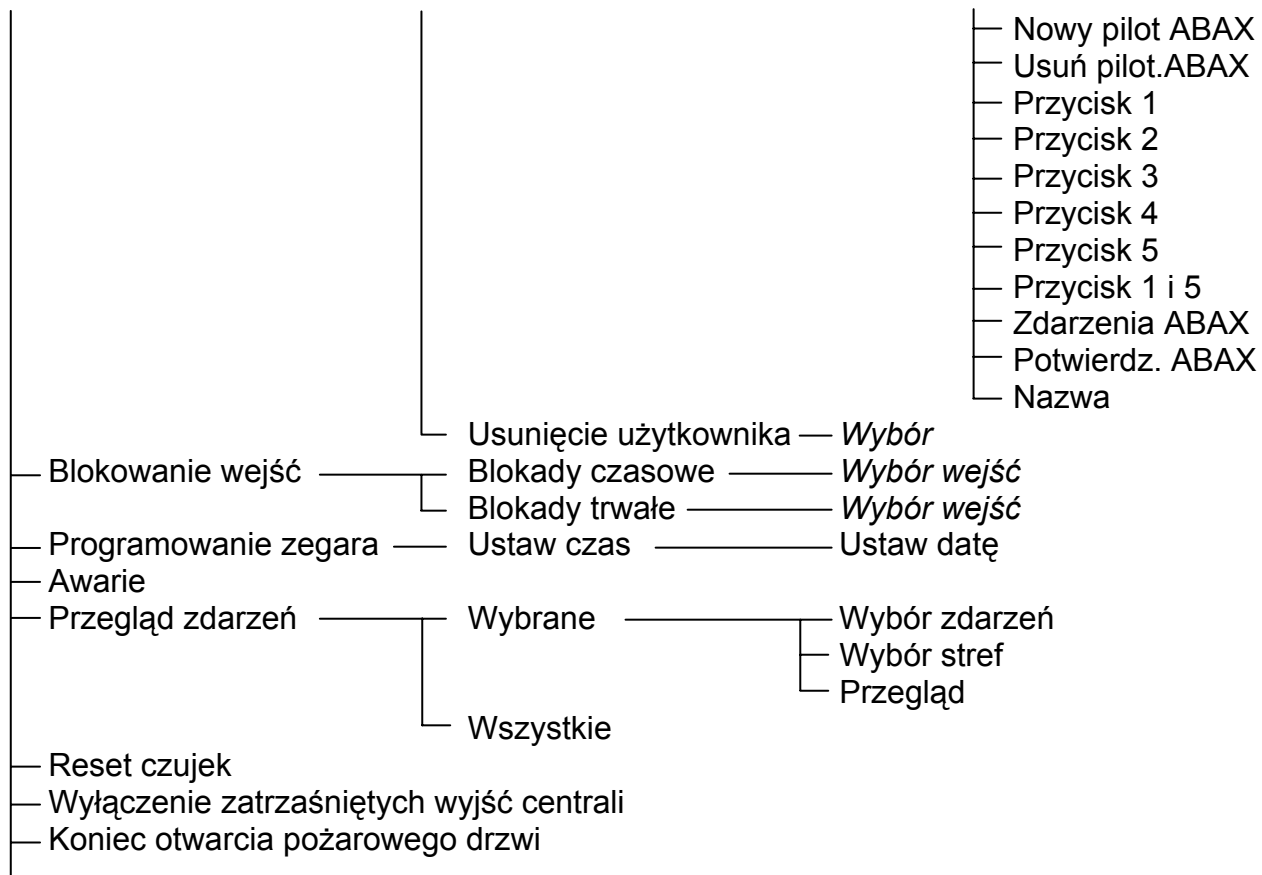 Nowy pilot ABAX
Usuń pilot.ABAX
Przycisk 1
Przycisk 2
Przycisk 3
Przycisk 4
Przycisk 5
Przycisk 1 i 5
Zdarzenia ABAX
Potwierdz. ABAX
Nazwa
Usunięcie użytkownika Wybór
Blokowanie wejść Blokady czasowe Wybór wejść
Blokady trwałe Wybór wejść
Programowanie zegara Ustaw czas Ustaw datę
Awarie
Przegląd zdarzeń Wybrane Wybór zdarzeń
Wybór stref
Przegląd
Wszystkie
Reset czujek
Wyłączenie zatrzaśniętych wyjść centrali
Koniec otwarcia pożarowego drzwi